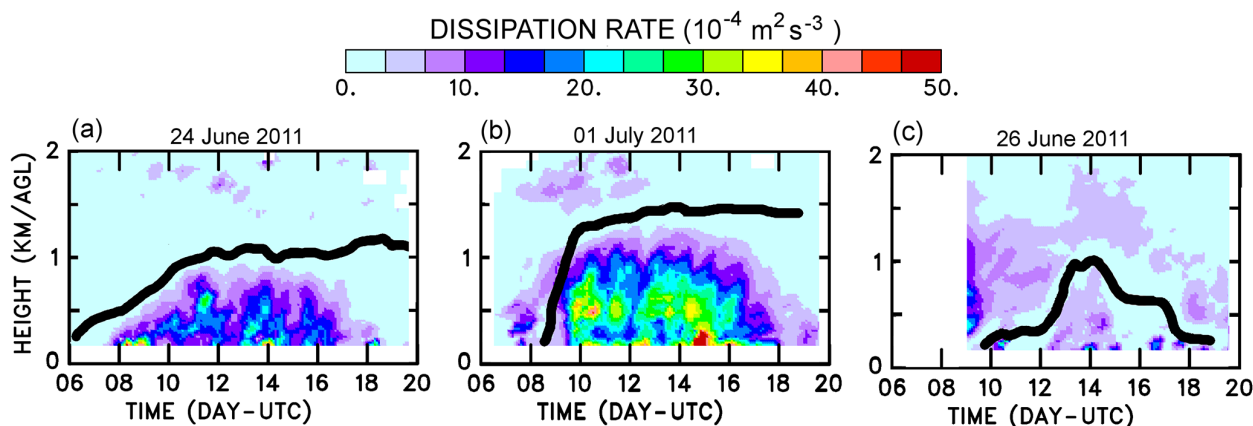 DISSIPATION RATE (10⁻⁴ m² s⁻³ )
0. 10. 20. 30. 40. 50.
(a) 24 June 2011 (b) 01 July 2011 (c) 26 June 2011
HEIGHT (KM/AGL)
2 2 2
1 1 1
0 0 0
06 08 10 12 14 16 18 20 06 08 10 12 14 16 18 20 06 08 10 12 14 16 18 20
TIME (DAY-UTC) TIME (DAY-UTC) TIME (DAY-UTC)